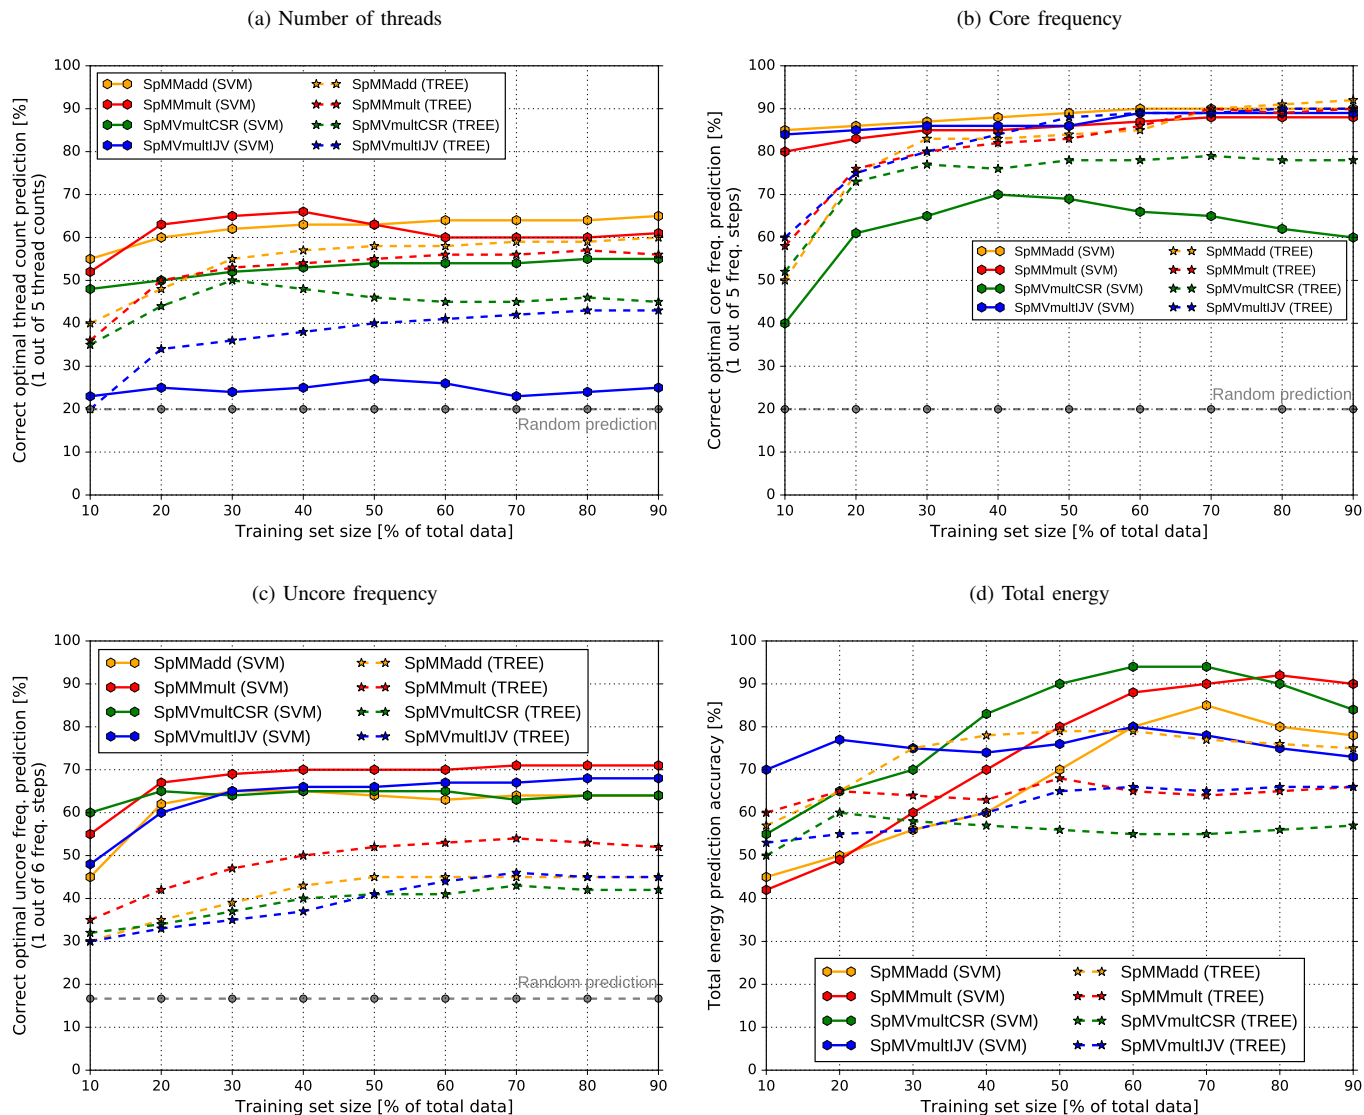 (a) Number of threads
Correct optimal thread count prediction [%]
(1 out of 5 thread counts)
100
90
80
70
60
50
40
30
20
10
0
SpMMadd (SVM)
SpMMmult (SVM)
SpMVmultCSR (SVM)
SpMVmultIJV (SVM)
SpMMadd (TREE)
SpMMmult (TREE)
SpMVmultCSR (TREE)
SpMVmultIJV (TREE)
Random prediction
10 20 30 40 50 60 70 80 90
Training set size [% of total data]
(b) Core frequency
Correct optimal core freq. prediction [%]
(1 out of 5 freq. steps)
100
90
80
70
60
50
40
30
20
10
0
SpMMadd (SVM)
SpMMmult (SVM)
SpMVmultCSR (SVM)
SpMVmultIJV (SVM)
SpMMadd (TREE)
SpMMmult (TREE)
SpMVmultCSR (TREE)
SpMVmultIJV (TREE)
Random prediction
10 20 30 40 50 60 70 80 90
Training set size [% of total data]
(c) Uncore frequency
Correct optimal uncore freq. prediction [%]
(1 out of 6 freq. steps)
100
90
80
70
60
50
40
30
20
10
0
SpMMadd (SVM)
SpMMmult (SVM)
SpMVmultCSR (SVM)
SpMVmultIJV (SVM)
SpMMadd (TREE)
SpMMmult (TREE)
SpMVmultCSR (TREE)
SpMVmultIJV (TREE)
Random prediction
10 20 30 40 50 60 70 80 90
Training set size [% of total data]
(d) Total energy
Total energy prediction accuracy [%]
100
90
80
70
60
50
40
30
20
10
0
SpMMadd (SVM)
SpMMmult (SVM)
SpMVmultCSR (SVM)
SpMVmultIJV (SVM)
SpMMadd (TREE)
SpMMmult (TREE)
SpMVmultCSR (TREE)
SpMVmultIJV (TREE)
10 20 30 40 50 60 70 80 90
Training set size [% of total data]